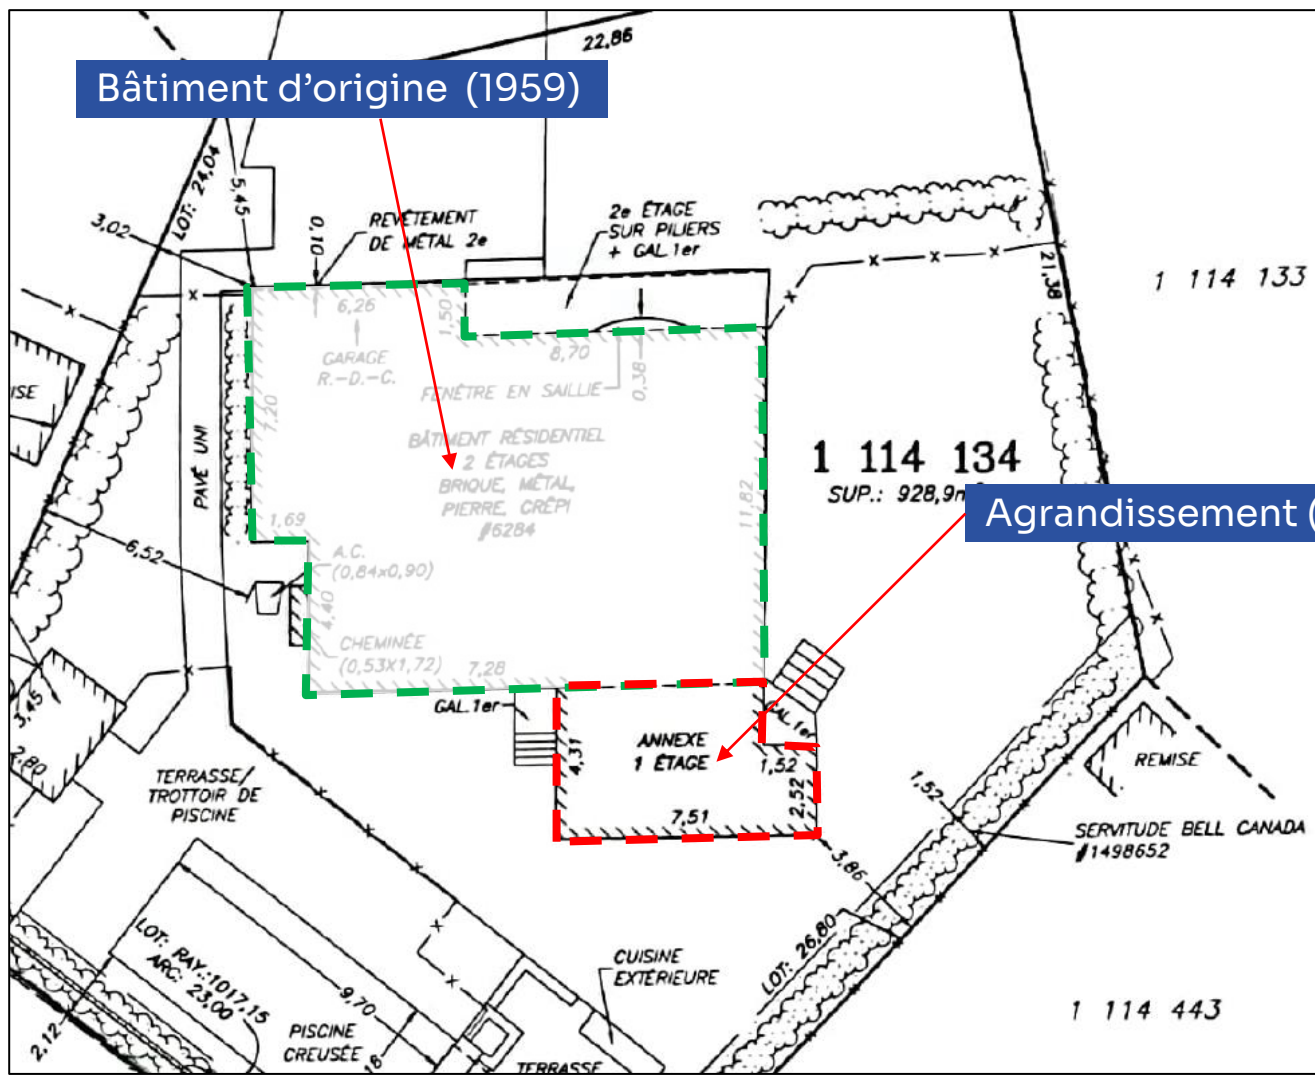 22,86
Bâtiment d’origine (1959)
LOT: 24,04
5,45
3,02
0,10
REVÊTEMENT
DE MÉTAL 2e
2e ÉTAGE
SUR PILIERS
+ GAL.1er
21,38
1 114 133
6,26
1,50
GARAGE
R.-D.-C.
8,70
0,38
FENÊTRE EN SAILLIE
ISE
7,20
PAVÉ UNI
BÂTIMENT RÉSIDENTIEL
2 ÉTAGES
BRIQUE, MÉTAL,
PIERRE, CRÊPI
#6284
11,82
1 114 134
SUP.: 928,9m
Agrandissement (
1,69
6,52
A.C.
(0,84x0,90)
4,40
CHEMINÉE
(0,53X1,72)
7,28
GAL.1er
GAL.1er
3,45
2,80
4,31
ANNEXE
1 ÉTAGE
1,52
2,52
7,51
TERRASSE/
TROTTOIR DE
PISCINE
1,52
REMISE
SERVITUDE BELL CANADA
#1498652
3,86
LOT: 26,80
LOT: RAY.:1017,15
ARC: 23,00
9,70
CUISINE
EXTÉRIEURE
2,12
PISCINE
CREUSÉE
TERRASSE
1 114 443